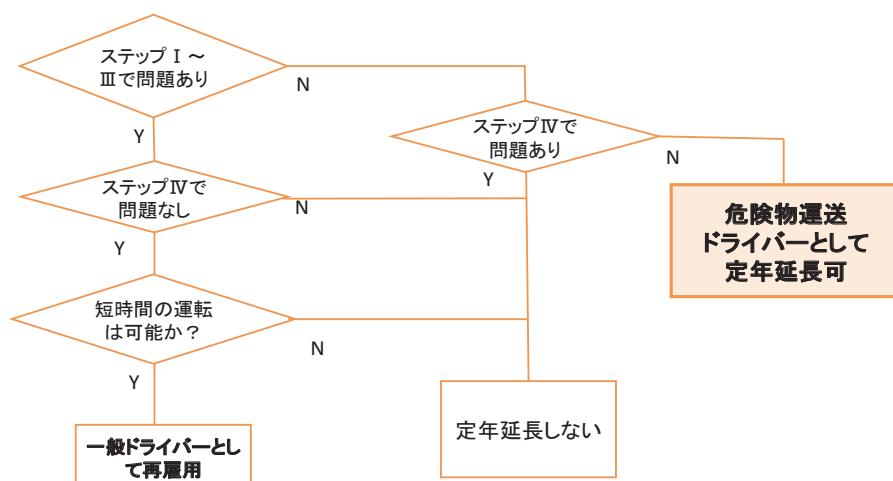 ステップⅠ～
Ⅲで問題あり
N
Y
ステップⅣで
問題あり
N
Y
ステップⅣで
問題なし
N
Y
危険物運送
ドライバーとして
定年延長可
短時間の運転
は可能か？
N
Y
定年延長しない
一般ドライバーとし
て再雇用